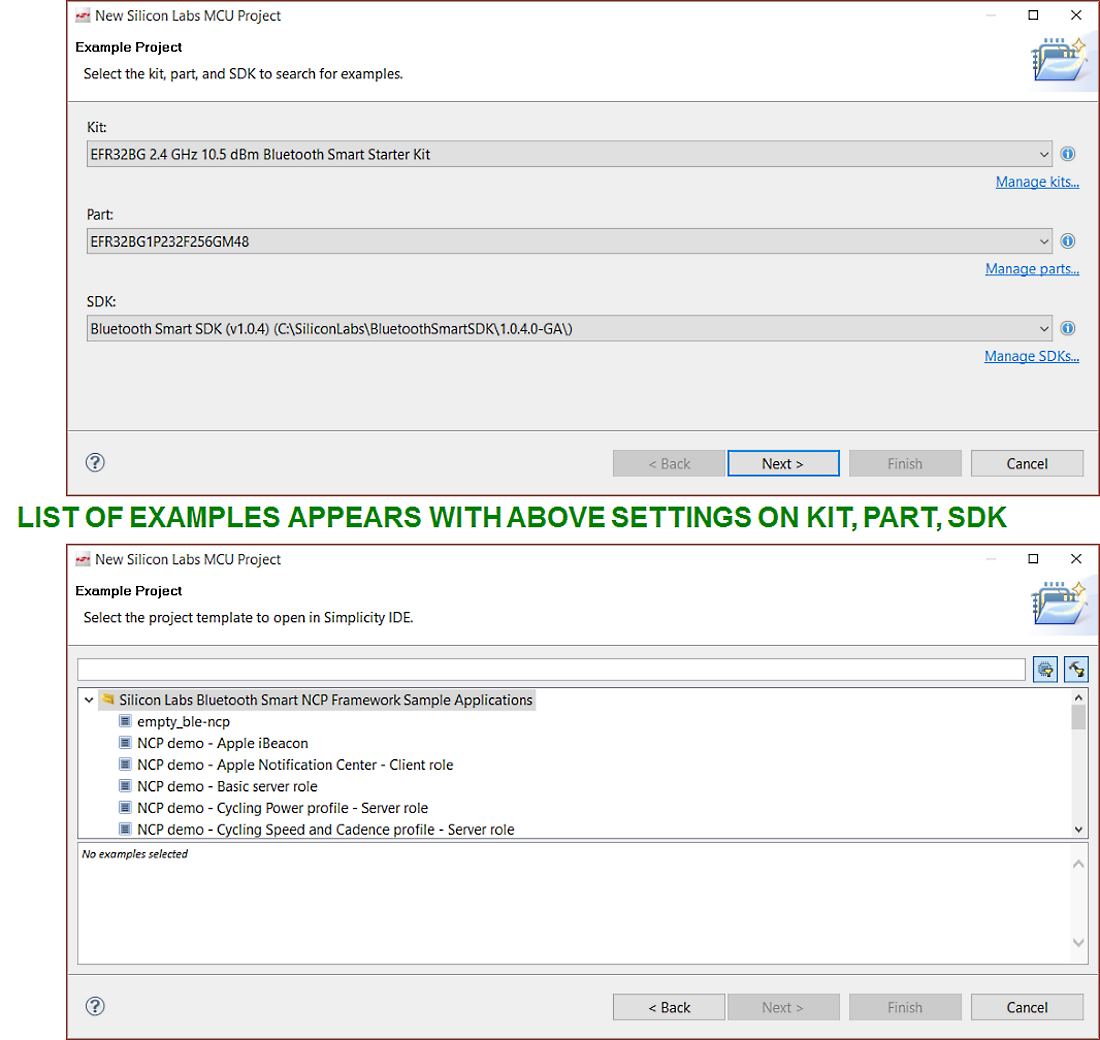 New Silicon Labs MCU Project
Example Project
Select the kit, part, and SDK to search for examples.
Kit:
EFR32BG 2.4 GHz 10.5 dBm Bluetooth Smart Starter Kit
Manage kits...
Part:
EFR32BG1P232F256GM48
Manage parts...
SDK:
Bluetooth Smart SDK (v1.0.4) (C:\SiliconLabs\BluetoothSmartSDK\1.0.4.0-GA\)
Manage SDKs...
? < Back Next > Finish Cancel
LIST OF EXAMPLES APPEARS WITH ABOVE SETTINGS ON KIT, PART, SDK
New Silicon Labs MCU Project
Example Project
Select the project template to open in Simplicity IDE.
Silicon Labs Bluetooth Smart NCP Framework Sample Applications
empty_ble-ncp
NCP demo - Apple iBeacon
NCP demo - Apple Notification Center - Client role
NCP demo - Basic server role
NCP demo - Cycling Power profile - Server role
NCP demo - Cycling Speed and Cadence profile - Server role
No examples selected
? < Back Next > Finish Cancel